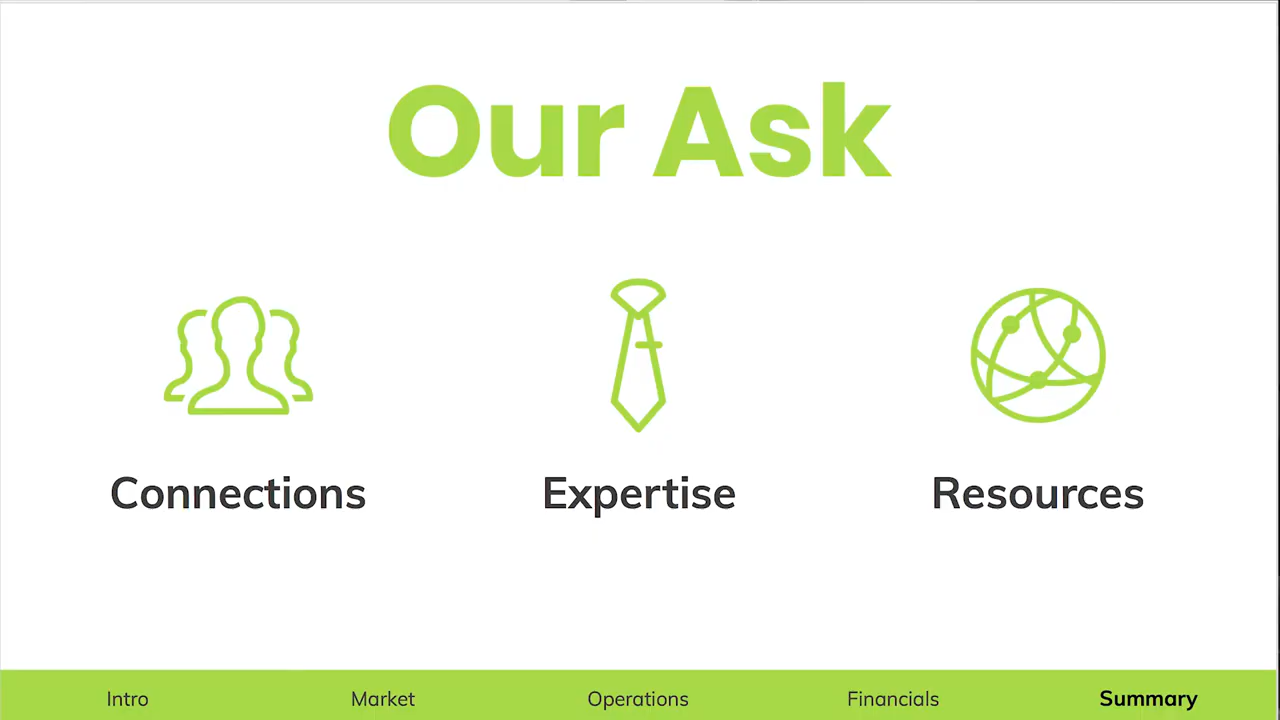 Our Ask
Connections
Expertise
Resources
Intro
Market
Operations
Financials
Summary